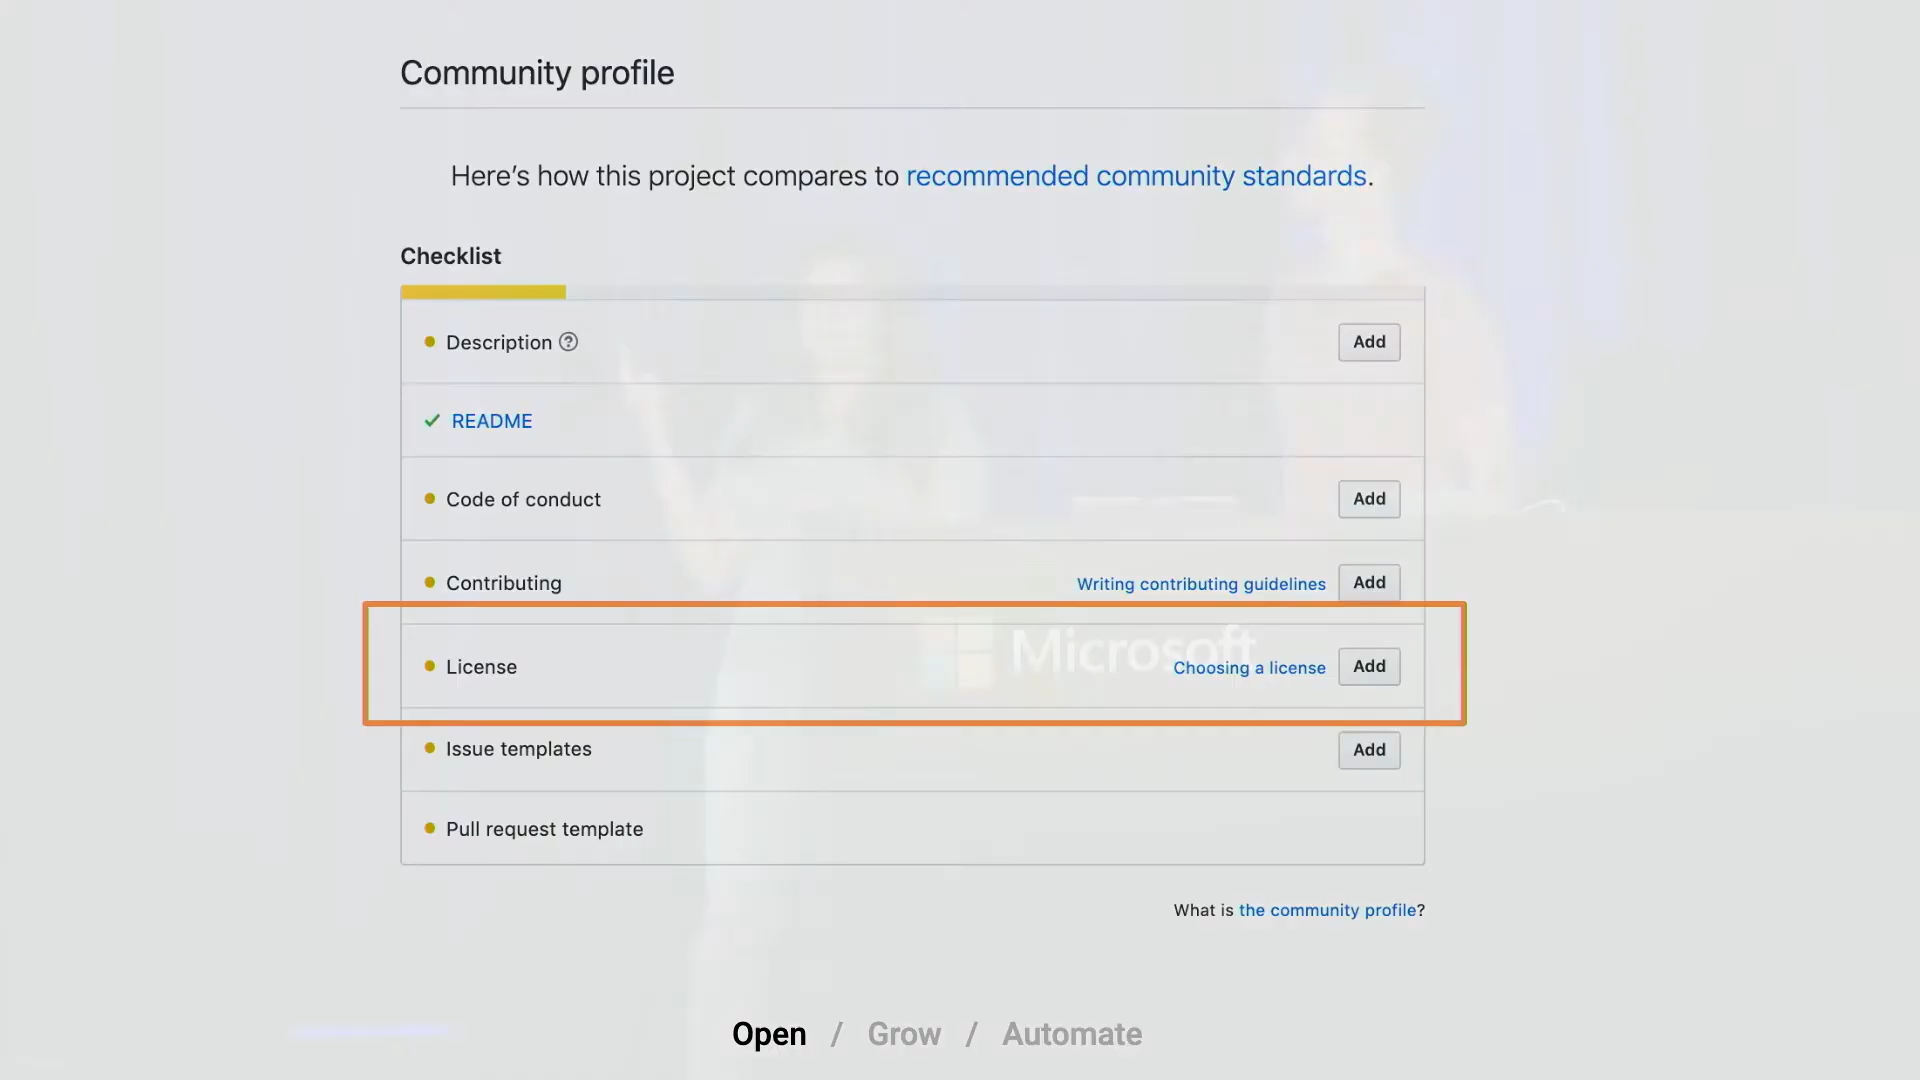 Community profile
Here's how this project compares to recommended community standards.
Checklist
Description ? Add
README
Code of conduct Add
Contributing Writing contributing guidelines Add
Microsoft
License Choosing a license Add
Issue templates Add
Pull request template
What is the community profile?
Open / Grow / Automate